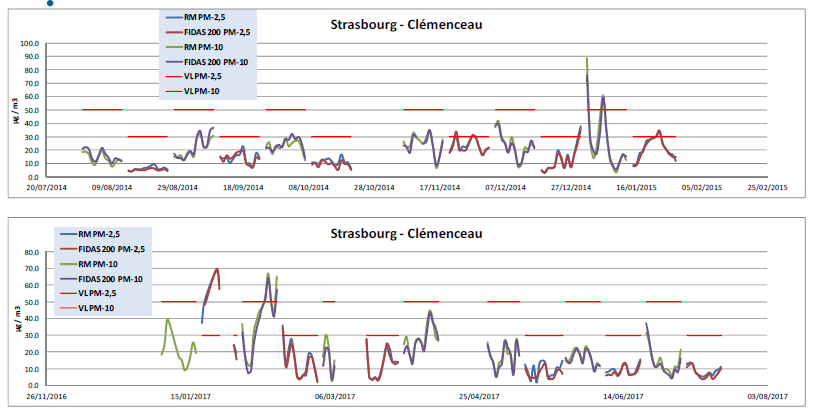 Strasbourg - Clémenceau
RM PM-2,5
FIDAS 200 PM-2,5
RM PM-10
FIDAS 200 PM-10
VLPM-2,5
VLPM-10
µg / m3
100.0
90.0
80.0
70.0
60.0
50.0
40.0
30.0
20.0
10.0
0.0
20/07/2014 09/08/2014 29/08/2014 18/09/2014 08/10/2014 28/10/2014 17/11/2014 07/12/2014 27/12/2014 16/01/2015 05/02/2015 25/02/2015
Strasbourg - Clémenceau
RM PM-2,5
FIDAS 200 PM-2,5
RM PM-10
FIDAS 200 PM-10
VLPM-2,5
VLPM-10
µg / m3
80.0
70.0
60.0
50.0
40.0
30.0
20.0
10.0
0.0
26/11/2016 15/01/2017 06/03/2017 25/04/2017 14/06/2017 03/08/2017